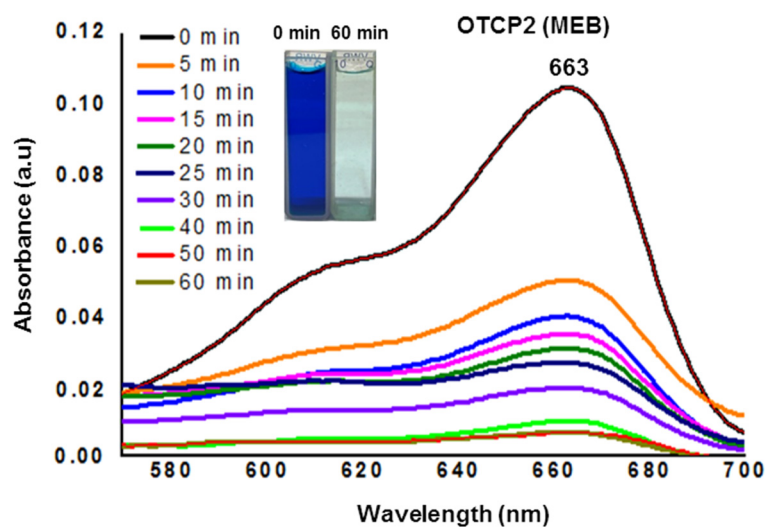 OTCP2 (MEB)
0 min 60 min
663
0 min
5 min
10 min
15 min
20 min
25 min
30 min
40 min
50 min
60 min
Absorbance (a.u)
0.12
0.10
0.08
0.06
0.04
0.02
0.00
580 600 620 640 660 680 700
Wavelength (nm)